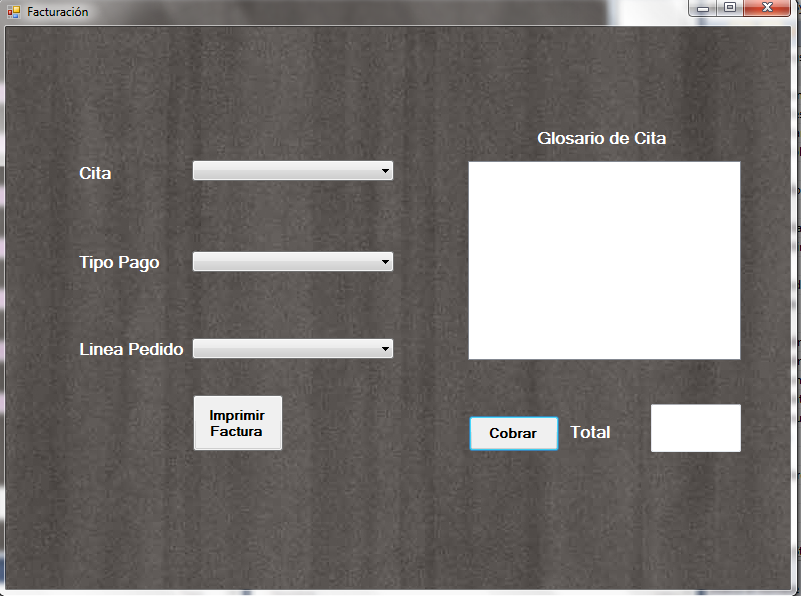 Facturación
Glosario de Cita
Cita
Tipo Pago
Linea Pedido
Imprimir
Factura
Cobrar
Total